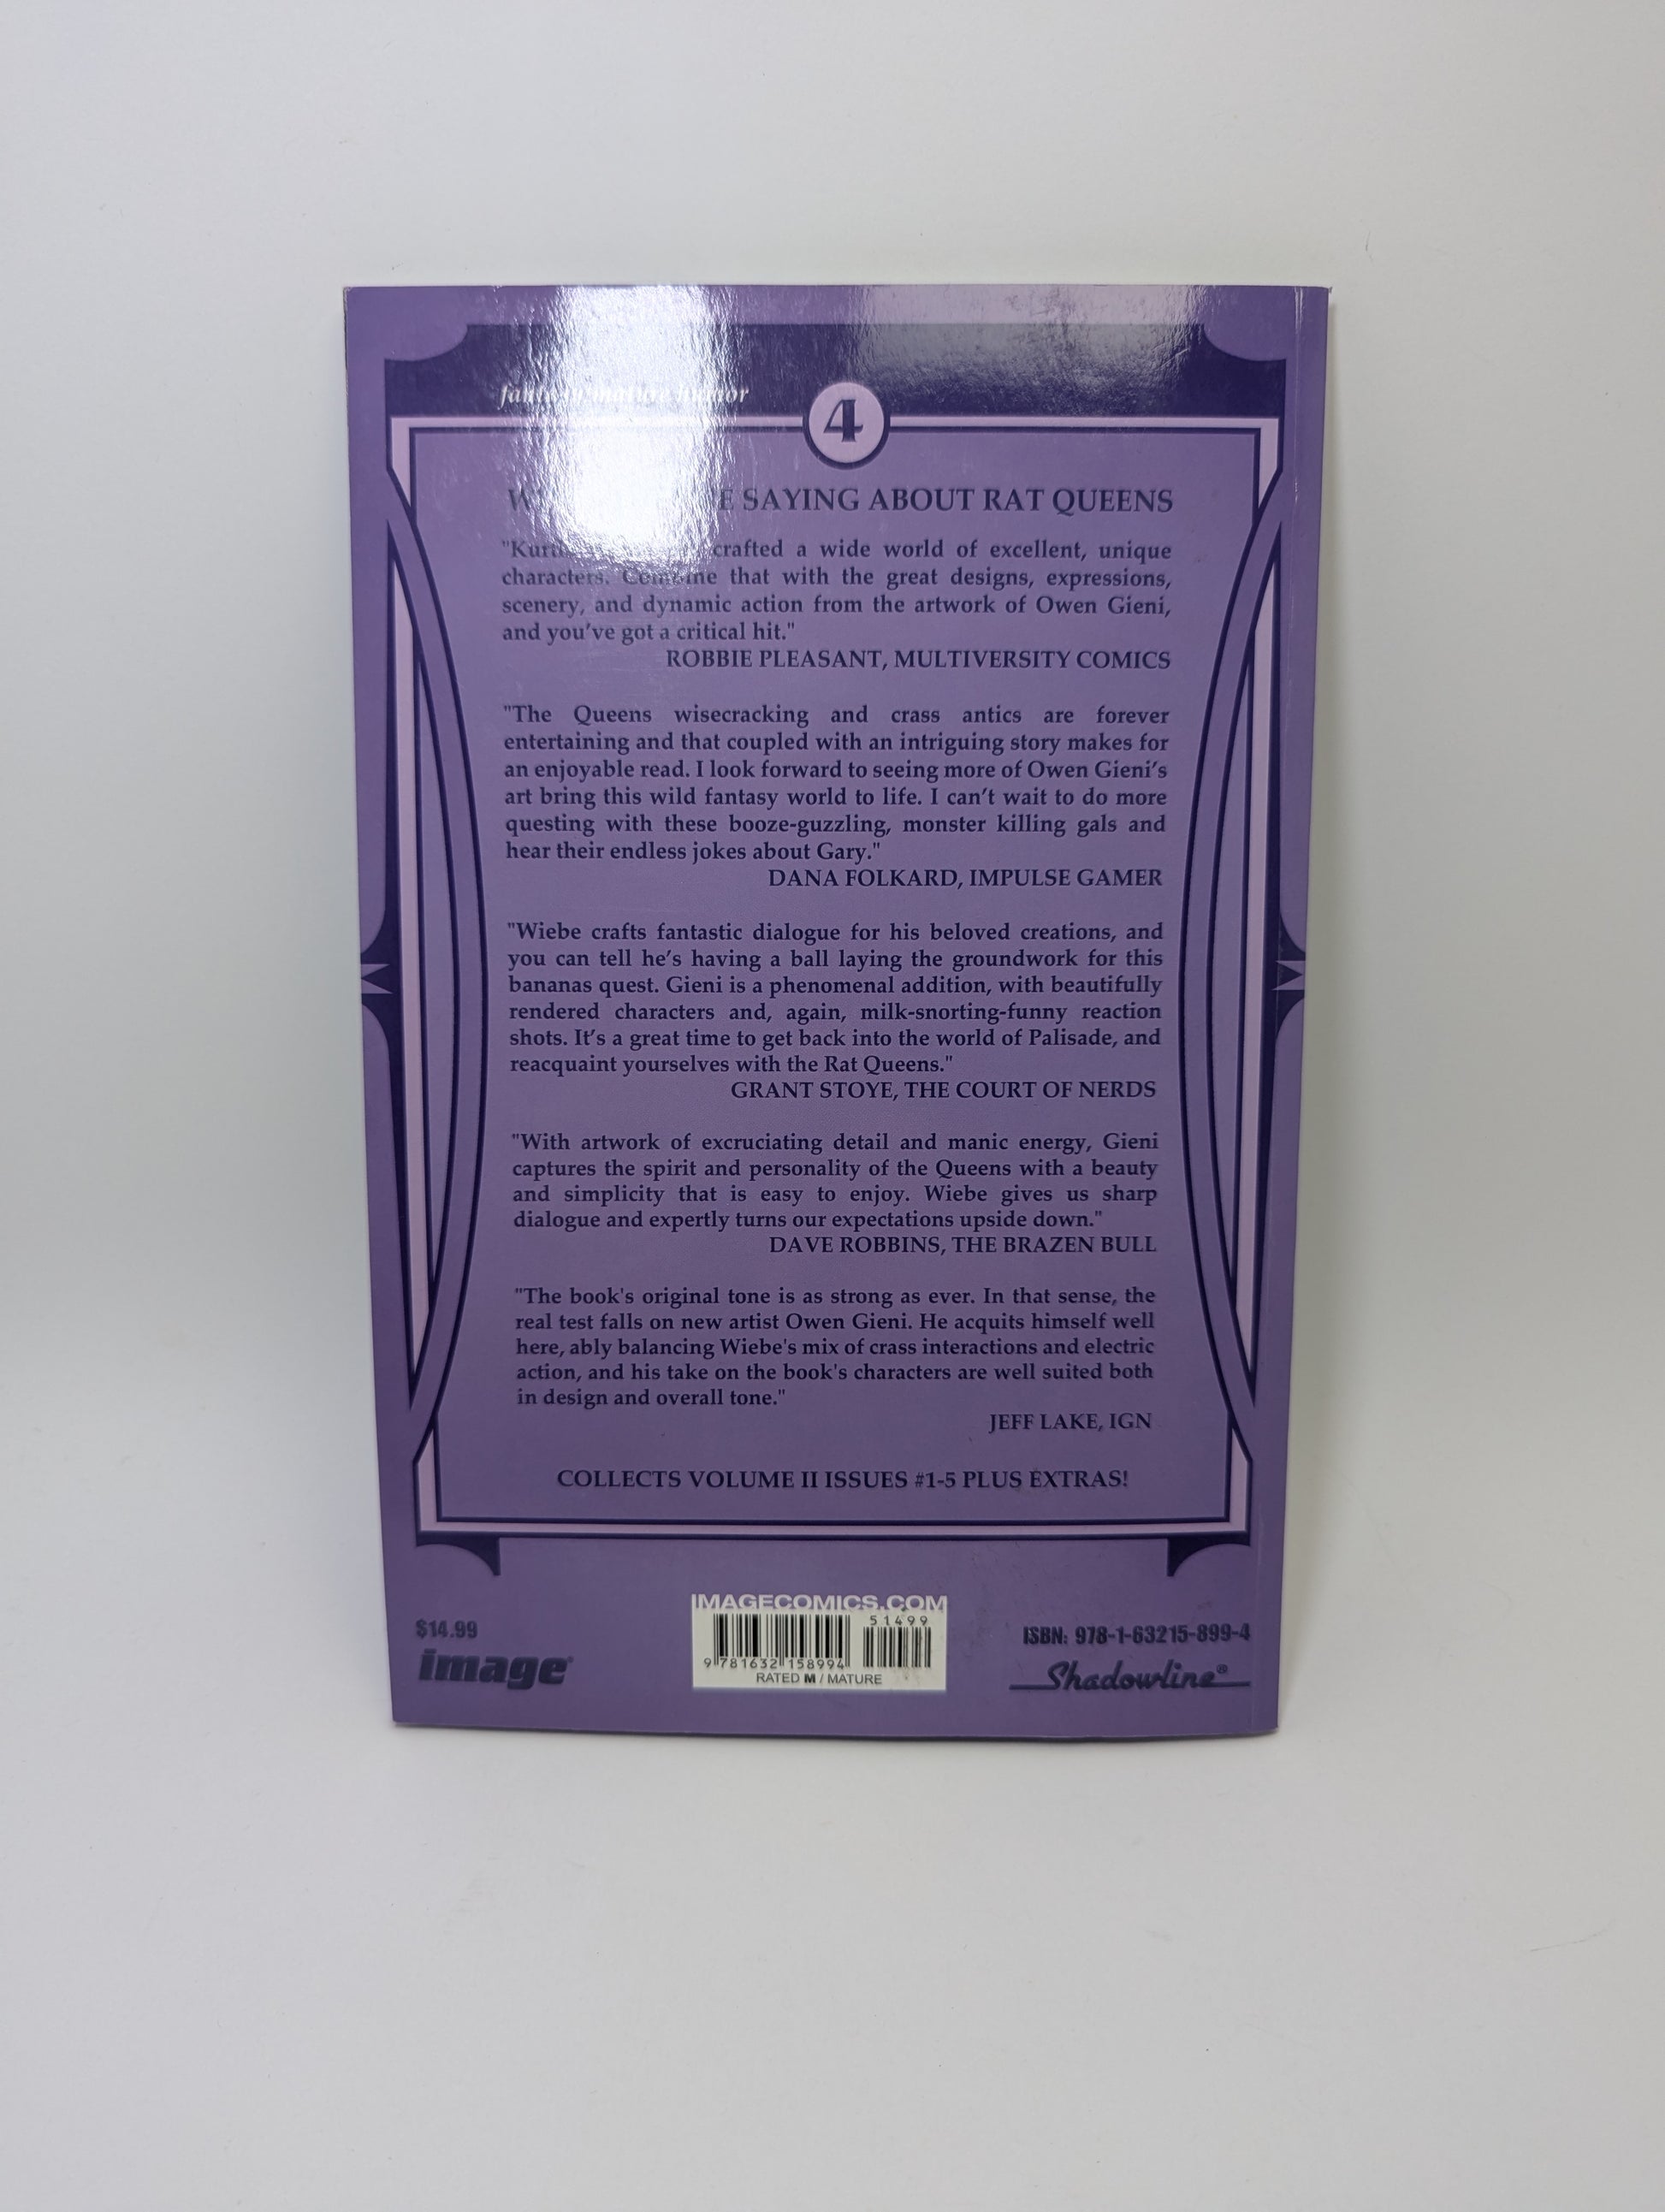 fantasy mature humor
4
SAYING ABOUT RAT QUEENS
crafted a wide world of excellent, unique
characters. Combine that with the great designs, expressions,
scenery, and dynamic action from the artwork of Owen Gieni,
and you've got a critical hit."
ROBBIE PLEASANT, MULTIVERSITY COMICS
"The Queens wisecracking and crass antics are forever
entertaining and that coupled with an intriguing story makes for
an enjoyable read. I look forward to seeing more of Owen Gieni's
art bring this wild fantasy world to life. I can't wait to do more
questing with these booze-guzzling, monster killing gals and
hear their endless jokes about Gary."
DANA FOLKARD, IMPULSE GAMER
"Wiebe crafts fantastic dialogue for his beloved creations, and
you can tell he's having a ball laying the groundwork for this
bananas quest. Gieni is a phenomenal addition, with beautifully
rendered characters and, again, milk-snorting-funny reaction
shots. It's a great time to get back into the world of Palisade, and
reacquaint yourselves with the Rat Queens."
GRANT STOYE, THE COURT OF NERDS
"With artwork of excruciating detail and manic energy, Gieni
captures the spirit and personality of the Queens with a beauty
and simplicity that is easy to enjoy. Wiebe gives us sharp
dialogue and expertly turns our expectations upside down."
DAVE ROBBINS, THE BRAZEN BULL
"The book's original tone is as strong as ever. In that sense, the
real test falls on new artist Owen Gieni. He acquits himself well
here, ably balancing Wiebe's mix of crass interactions and electric
action, and his take on the book's characters are well suited both
in design and overall tone."
JEFF LAKE, IGN
COLLECTS VOLUME II ISSUES #1-5 PLUS EXTRAS!
$14.99
image
IMAGECOMICS.COM
51499
9 781632 158994
RATED M / MATURE
ISBN: 978-1-63215-899-4
Shadowline®